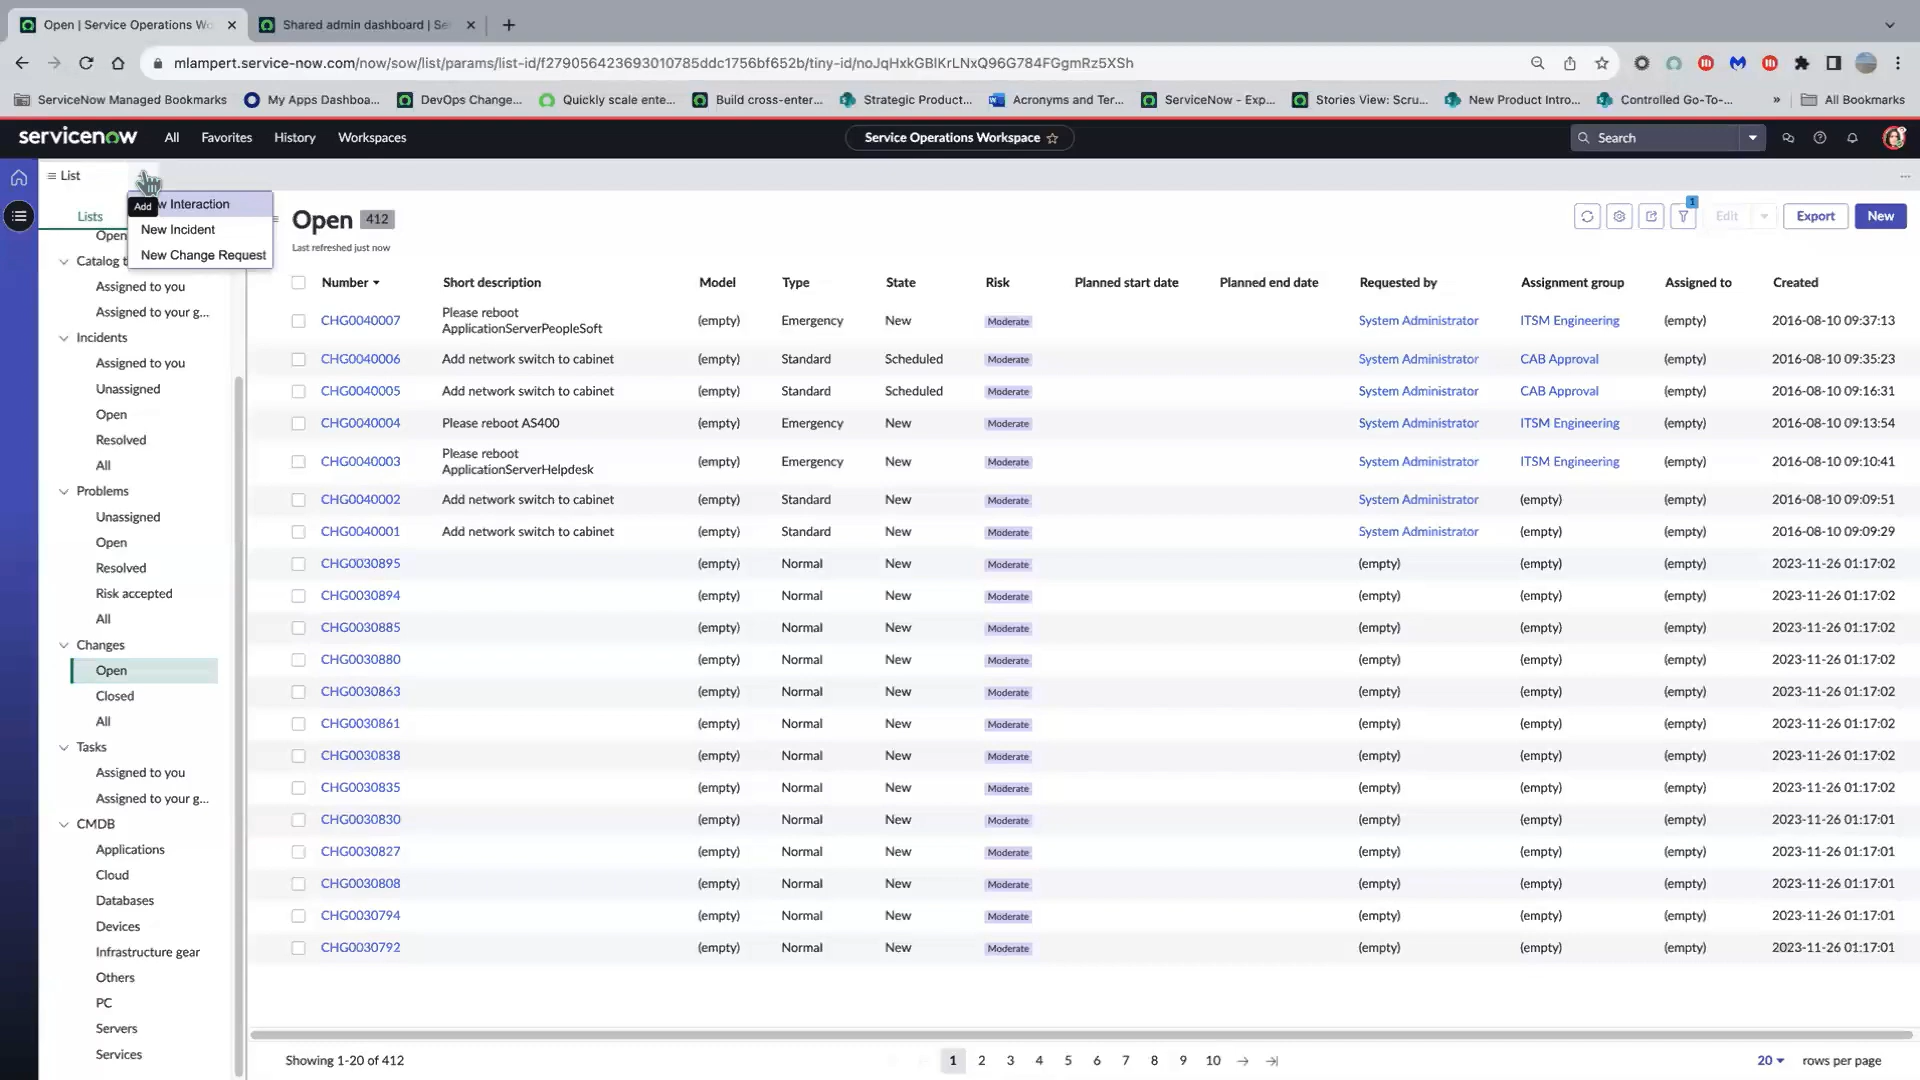 Open | Service Operations Wo
Shared admin dashboard | Se
mlampert.service-now.com/now/sow/list/params/list-id/f279056423693010785ddc1756bf652b/tiny-id/noJqHxkGBlKrLNxQ96G784FGgmRz5XSh
ServiceNow Managed Bookmarks
My Apps Dashboa...
DevOps Change...
Quickly scale ente...
Build cross-enter...
Strategic Product...
Acronyms and Ter...
ServiceNow - Exp...
Stories View: Scru...
New Product Intro...
Controlled Go-To-...
»
All Bookmarks
servicenow
All
Favorites
History
Workspaces
Service Operations Workspace
Search
List
Add
w Interaction
New Incident
New Change Request
Lists
Open
Catalog t
Assigned to you
Assigned to your g...
Incidents
Assigned to you
Unassigned
Open
Resolved
All
Problems
Unassigned
Open
Resolved
Risk accepted
All
Changes
Open
Closed
All
Tasks
Assigned to you
Assigned to your g...
CMDB
Applications
Cloud
Databases
Devices
Infrastructure gear
Others
PC
Servers
Services
Open 412
Last refreshed just now
1
Edit
Export
New
Number Short description Model Type State Risk Planned start date Planned end date Requested by Assignment group Assigned to Created
CHG0040007 Please reboot ApplicationServerPeopleSoft (empty) Emergency New Moderate System Administrator ITSM Engineering (empty) 2016-08-10 09:37:13
CHG0040006 Add network switch to cabinet (empty) Standard Scheduled Moderate System Administrator CAB Approval (empty) 2016-08-10 09:35:23
CHG0040005 Add network switch to cabinet (empty) Standard Scheduled Moderate System Administrator CAB Approval (empty) 2016-08-10 09:16:31
CHG0040004 Please reboot AS400 (empty) Emergency New Moderate System Administrator ITSM Engineering (empty) 2016-08-10 09:13:54
CHG0040003 Please reboot ApplicationServerHelpdesk (empty) Emergency New Moderate System Administrator ITSM Engineering (empty) 2016-08-10 09:10:41
CHG0040002 Add network switch to cabinet (empty) Standard New Moderate System Administrator (empty) (empty) 2016-08-10 09:09:51
CHG0040001 Add network switch to cabinet (empty) Standard New Moderate System Administrator (empty) (empty) 2016-08-10 09:09:29
CHG0030895 (empty) Normal New Moderate (empty) (empty) (empty) 2023-11-26 01:17:02
CHG0030894 (empty) Normal New Moderate (empty) (empty) (empty) 2023-11-26 01:17:02
CHG0030885 (empty) Normal New Moderate (empty) (empty) (empty) 2023-11-26 01:17:02
CHG0030880 (empty) Normal New Moderate (empty) (empty) (empty) 2023-11-26 01:17:02
CHG0030863 (empty) Normal New Moderate (empty) (empty) (empty) 2023-11-26 01:17:02
CHG0030861 (empty) Normal New Moderate (empty) (empty) (empty) 2023-11-26 01:17:02
CHG0030838 (empty) Normal New Moderate (empty) (empty) (empty) 2023-11-26 01:17:02
CHG0030835 (empty) Normal New Moderate (empty) (empty) (empty) 2023-11-26 01:17:02
CHG0030830 (empty) Normal New Moderate (empty) (empty) (empty) 2023-11-26 01:17:01
CHG0030827 (empty) Normal New Moderate (empty) (empty) (empty) 2023-11-26 01:17:01
CHG0030808 (empty) Normal New Moderate (empty) (empty) (empty) 2023-11-26 01:17:01
CHG0030794 (empty) Normal New Moderate (empty) (empty) (empty) 2023-11-26 01:17:01
CHG0030792 (empty) Normal New Moderate (empty) (empty) (empty) 2023-11-26 01:17:01
Showing 1-20 of 412
1 2 3 4 5 6 7 8 9 10
20 rows per page